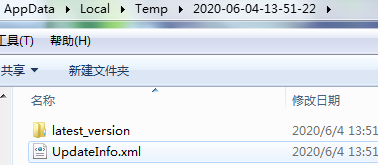 AppData ▸ Local ▸ Temp ▸ 2020-06-04-13-51-22 ▸
工具(T) 帮助(H)
共享 新建文件夹
名称 修改日期
latest_version 2020/6/4 13:51
UpdateInfo.xml 2020/6/4 13:51